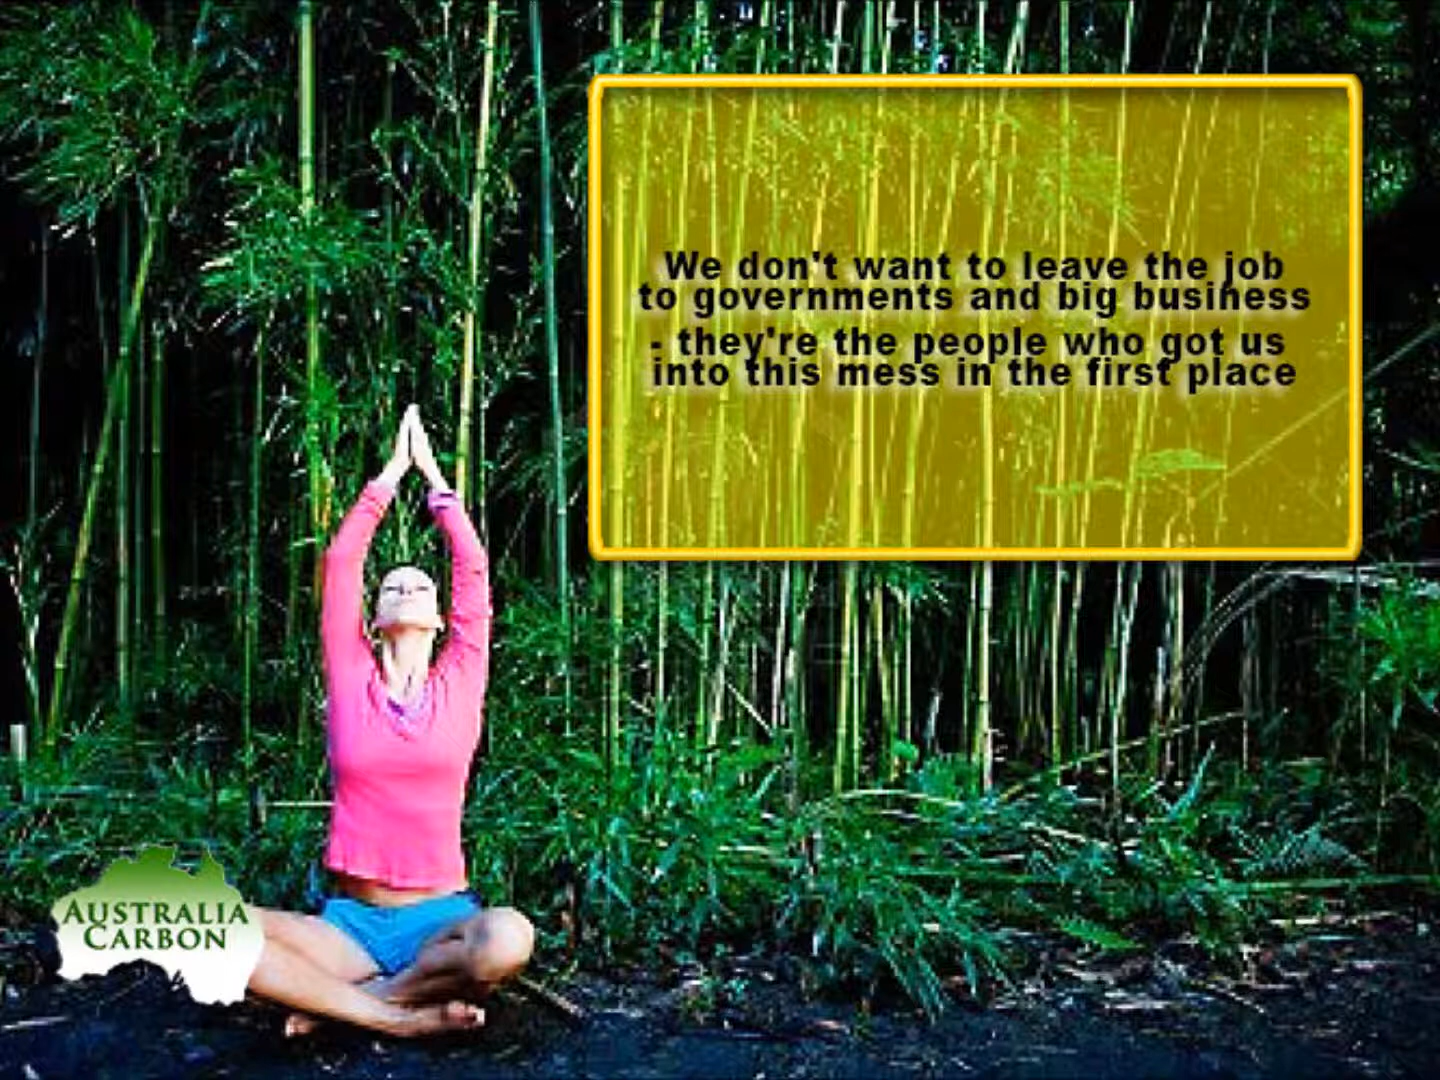 We don't want to leave the job
to governments and big business
- they're the people who got us
into this mess in the first place
AUSTRALIA
CARBON